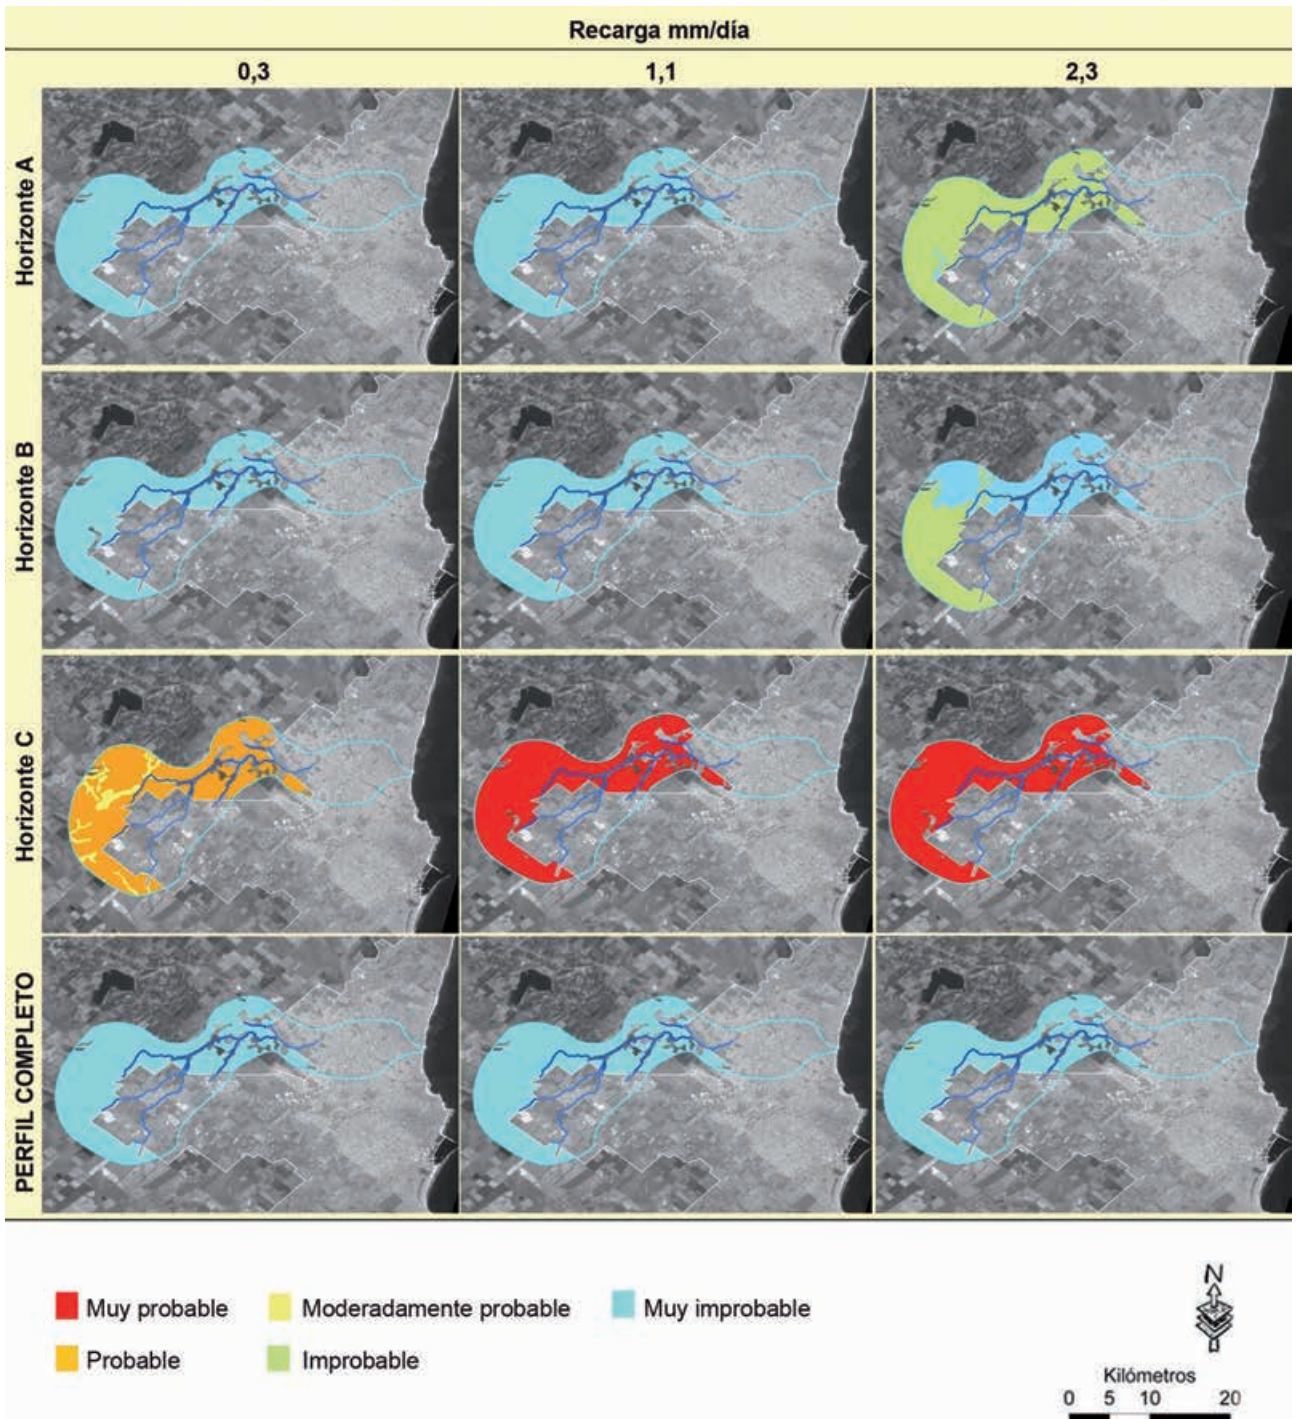 Recarga mm/día
0,3 1,1 2,3
Horizonte A
Horizonte B
Horizonte C
PERFIL COMPLETO
Muy probable Moderadamente probable Muy improbable
Probable Improbable
N
Kilómetros
0 5 10 20